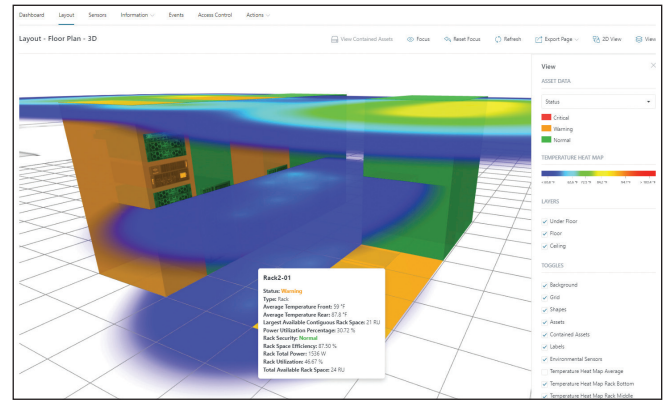 Dashboard Layout Sensors Information Events Access Control Actions
Layout - Floor Plan - 3D
View Contained Assets Focus Reset Focus Refresh Export Page 2D View View
View
ASSET DATA
Status
Critical
Warning
Normal
TEMPERATURE HEAT MAP
LAYERS
Under Floor
Floor
Ceiling
TOGGLES
Background
Grid
Shapes
Assets
Contained Assets
Labels
Environmental Sensors
Temperature Heat Map Average
Temperature Heat Map Rack Bottom
Temperature Heat Map Rack Middle
Rack2-01
Status: Warning
Type: Rack
Average Temperature Front: 59 °F
Average Temperature Rear: 87.8 °F
Largest Available Contiguous Rack Space: 21 RU
Power Utilization Percentage: 30.72 %
Rack Security: Normal
Rack Space Efficiency: 87.50 %
Rack Total Power: 1536 W
Rack Utilization: 46.67 %
Total Available Rack Space: 24 RU